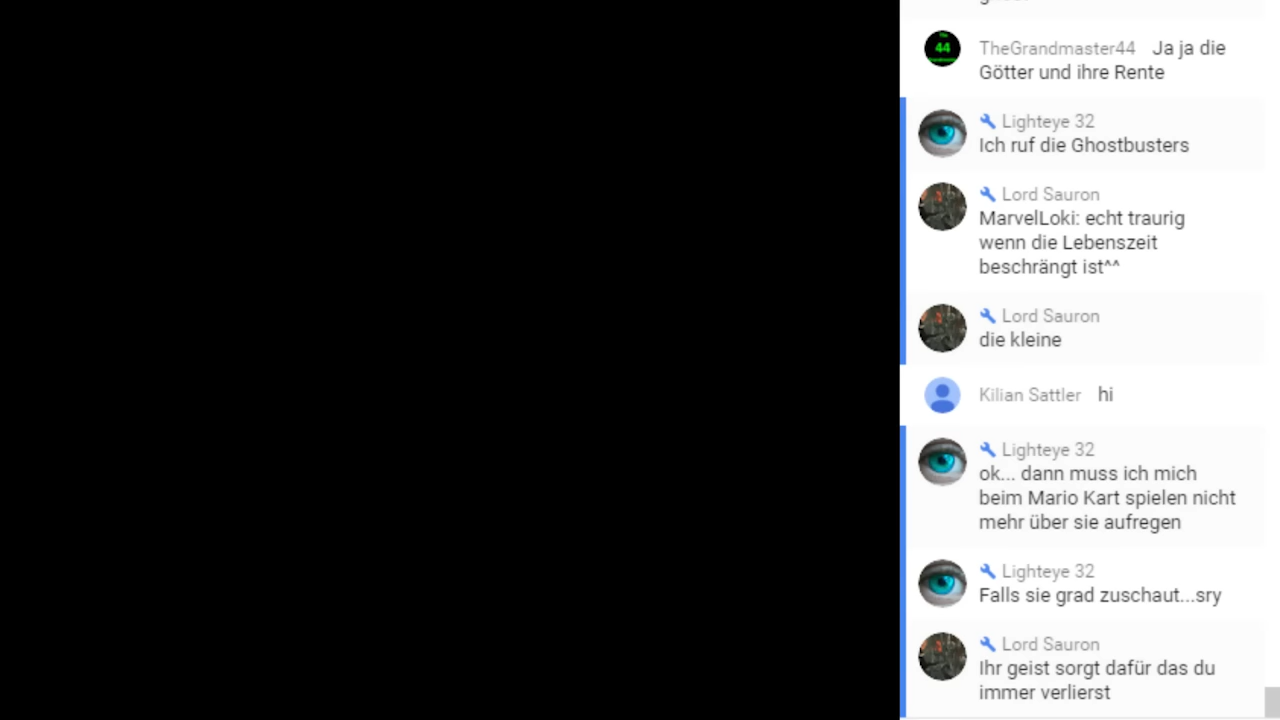 TheGrandmaster44 Ja ja die
Götter und ihre Rente
Lighteye 32
Ich ruf die Ghostbusters
Lord Sauron
MarvelLoki: echt traurig
wenn die Lebenszeit
beschrängt ist^^
Lord Sauron
die kleine
Kilian Sattler hi
Lighteye 32
ok... dann muss ich mich
beim Mario Kart spielen nicht
mehr über sie aufregen
Lighteye 32
Falls sie grad zuschaut...sry
Lord Sauron
Ihr geist sorgt dafür das du
immer verlierst